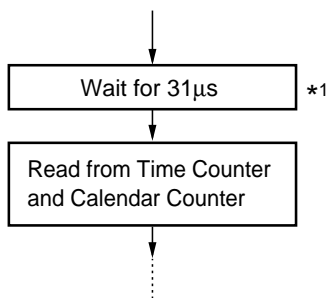 Wait for 31μs *1
Read from Time Counter
and Calendar Counter